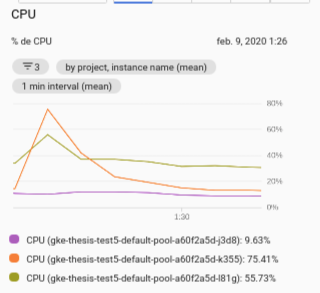 CPU
% de CPU feb. 9, 2020 1:26
3 by project, instance name (mean)
1 min interval (mean)
80%
60%
40%
20%
0%
1:30
CPU (gke-thesis-test5-default-pool-a60f2a5d-j3d8): 9.63%
CPU (gke-thesis-test5-default-pool-a60f2a5d-k355): 75.41%
CPU (gke-thesis-test5-default-pool-a60f2a5d-l81g): 55.73%